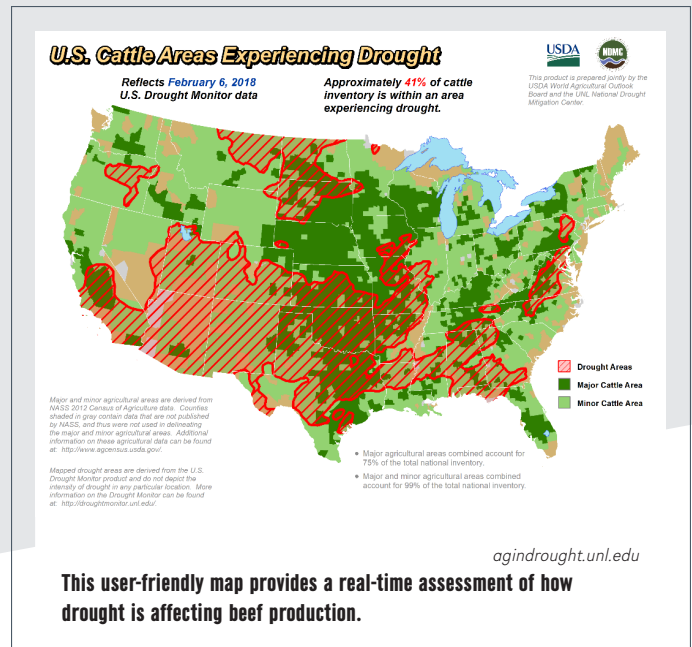 U.S. Cattle Areas Experiencing Drought
USDA
NDMC
Reflects February 6, 2018
U.S. Drought Monitor data
Approximately 41% of cattle
inventory is within an area
experiencing drought.
This product is prepared jointly by the
USDA World Agricultural Outlook
Board and the UNL National Drought
Mitigation Center.
Drought Areas
Major Cattle Area
Minor Cattle Area
Major and minor agricultural areas are derived from
NASS 2012 Census of Agriculture data. Counties
shaded in gray contain data that are not published
by NASS, and thus were not used in delineating
the major and minor agricultural areas. Additional
information on these agricultural data can be found
at: http://www.agcensus.usda.gov/.
Mapped drought areas are derived from the U.S.
Drought Monitor product and do not depict the
intensity of drought in any particular location. More
information on the Drought Monitor can be found
at: http://droughtmonitor.unl.edu/.
• Major agricultural areas combined account for
75% of the total national inventory.
• Major and minor agricultural areas combined
account for 99% of the total national inventory.
agindrought.unl.edu
This user-friendly map provides a real-time assessment of how
drought is affecting beef production.